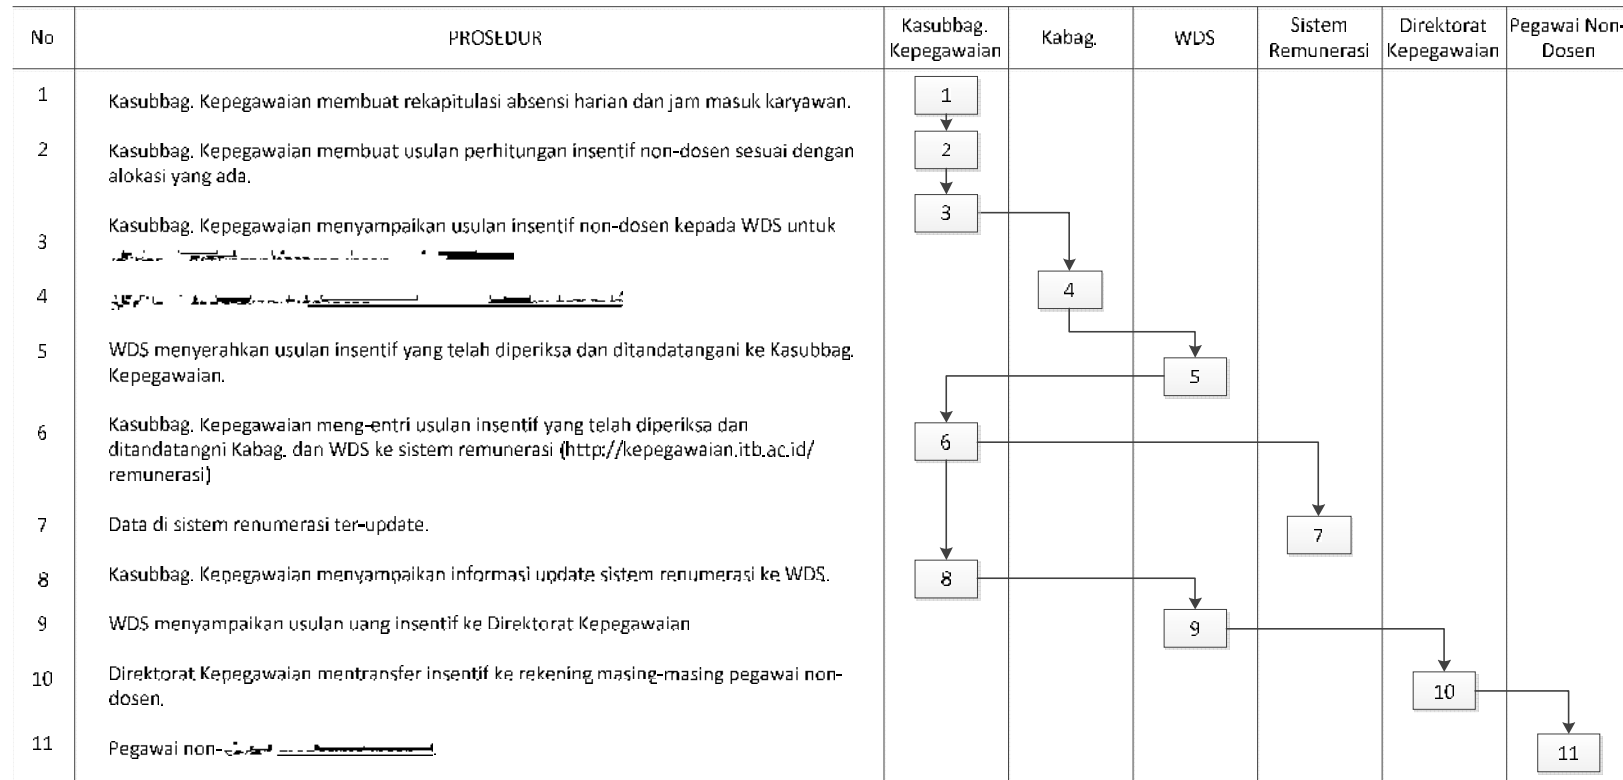 No
PROSEDUR
Kasubbag.
Kepegawaian
Kabag.
WDS
Sistem
Remunerasi
Direktorat
Kepegawaian
Pegawai Non-
Dosen
1
Kasubbag. Kepegawaian membuat rekapitulasi absensi harian dan jam masuk karyawan.
1
2
Kasubbag. Kepegawaian membuat usulan perhitungan insentif non-dosen sesuai dengan
alokasi yang ada.
2
3
Kasubbag. Kepegawaian menyampaikan usulan insentif non-dosen kepada WDS untuk
3
4
4
5
WDS menyerahkan usulan insentif yang telah diperiksa dan ditandatangani ke Kasubbag.
Kepegawaian.
5
6
Kasubbag. Kepegawaian meng-entri usulan insentif yang telah diperiksa dan
ditandatangni Kabag. dan WDS ke sistem remunerasi (http://kepegawaian.itb.ac.id/
remunerasi)
6
7
Data di sistem renumerasi ter-update.
7
8
Kasubbag. Kepegawaian menyampaikan informasi update sistem renumerasi ke WDS.
8
9
WDS menyampaikan usulan uang insentif ke Direktorat Kepegawaian
9
10
Direktorat Kepegawaian mentransfer insentif ke rekening masing-masing pegawai non-
dosen.
10
11
Pegawai non-
11